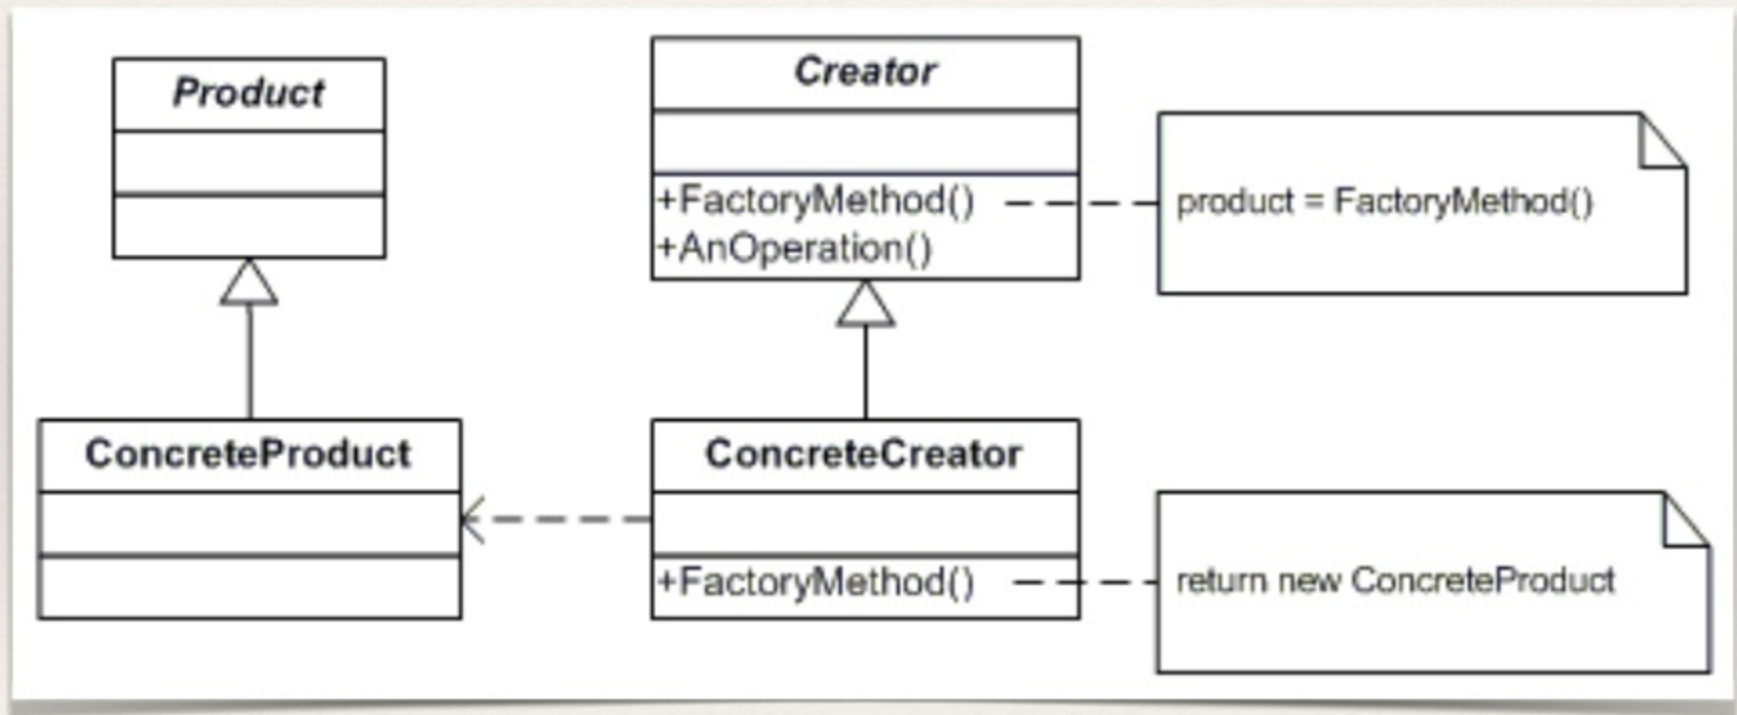 Product
Creator
+FactoryMethod()
+AnOperation()
product = FactoryMethod()
ConcreteProduct
ConcreteCreator
+FactoryMethod()
return new ConcreteProduct